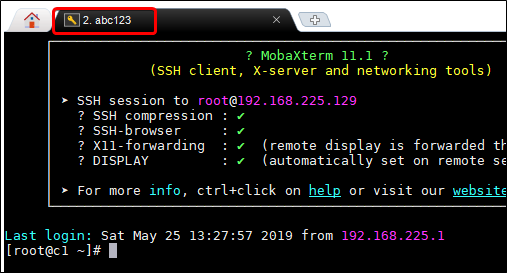 2. abc123
? MobaXterm 11.1 ?
(SSH client, X-server and networking tools)
➤ SSH session to root@192.168.225.129
? SSH compression : ✔
? SSH-browser : ✔
? X11-forwarding : ✔ (remote display is forwarded th
? DISPLAY : ✔ (automatically set on remote se
➤ For more info, ctrl+click on help or visit our website
Last login: Sat May 25 13:27:57 2019 from 192.168.225.1
[root@c1 ~]#